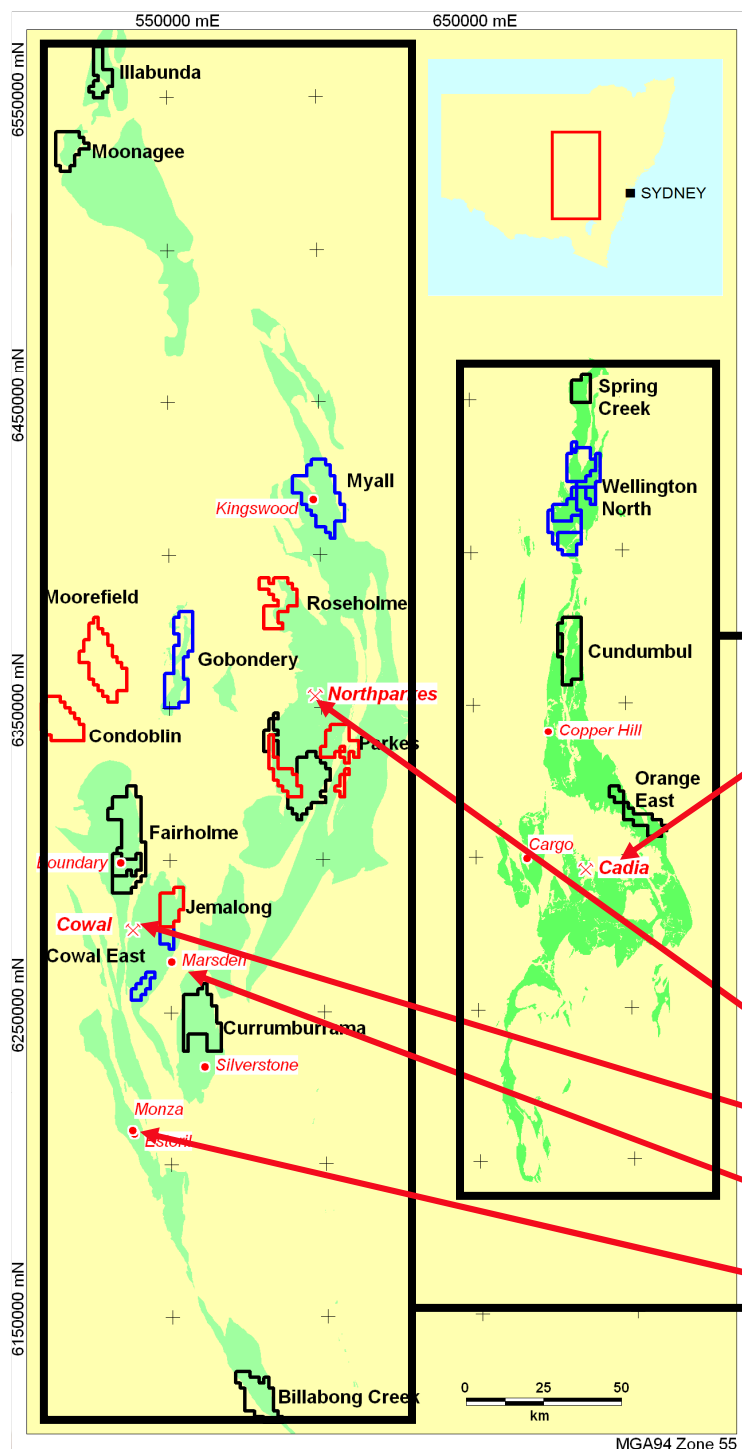 550000 mE
650000 mE
6550000 mN
6450000 mN
6350000 mN
6250000 mN
6150000 mN
Illabunda
Moonagee
SYDNEY
Spring
Creek
Myall
Kingswood
Wellington
North
Moorefield
Roseholme
Gobondery
Cundumbul
Northparkes
Condoblin
Parkes
Copper Hill
Orange
East
Fairholme
Boundary
Cargo
Cadia
Jemalong
Cowal
Cowal East
Marsden
Currumburrama
Silverstone
Monza
Estoril
Billabong Creek
0 25 50
km
MGA94 Zone 55